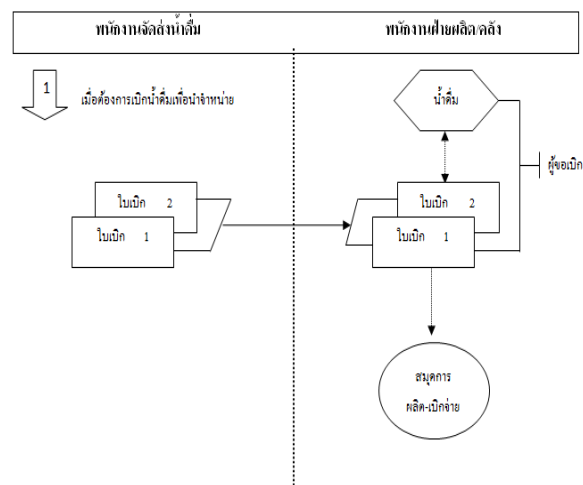 พนักงานจัดส่งน้ำดื่ม
พนักงานฝ่ายผลิต/คลัง
1
เมื่อต้องการเบิกน้ำดื่มเพื่อนำจำหน่าย
น้ำดื่ม
ผู้ขอเบิก
ใบเบิก 2
ใบเบิก 1
ใบเบิก 2
ใบเบิก 1
สมุดการ
ผลิต-เบิกจ่าย